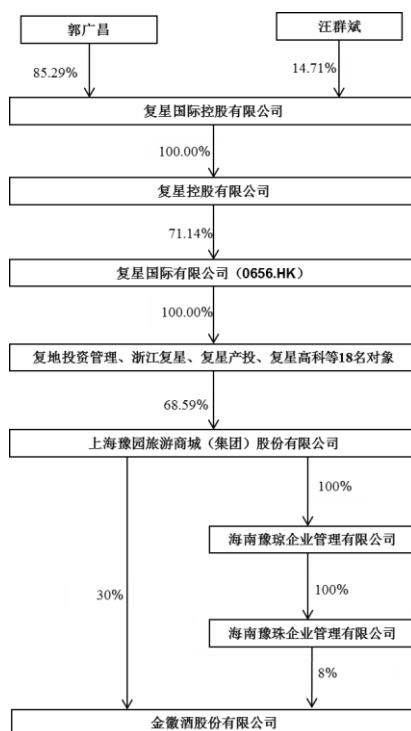 郭广昌
汪群斌
85.29%
14.71%
复星国际控股有限公司
100.00%
复星控股有限公司
71.14%
复星国际有限公司（0656.HK）
100.00%
复地投资管理、浙江复星、复星产投、复星高科等18名对象
68.59%
上海豫园旅游商城（集团）股份有限公司
100%
海南豫琼企业管理有限公司
30%
100%
海南豫珠企业管理有限公司
8%
金徽酒股份有限公司